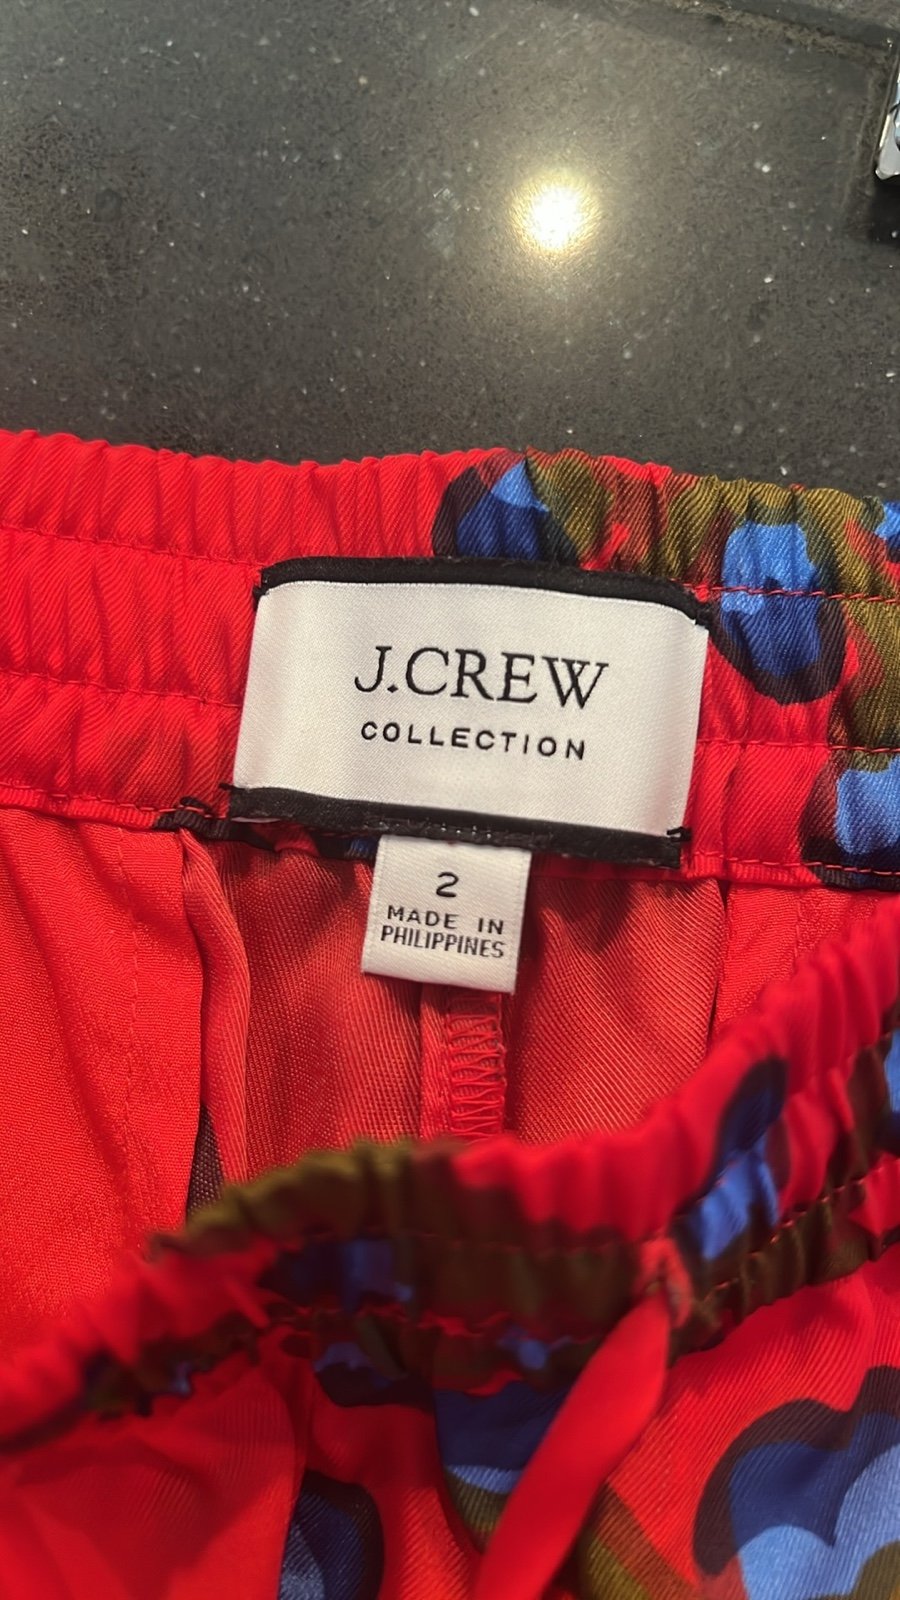 J.CREW
COLLECTION
2
MADE IN
PHILIPPINES